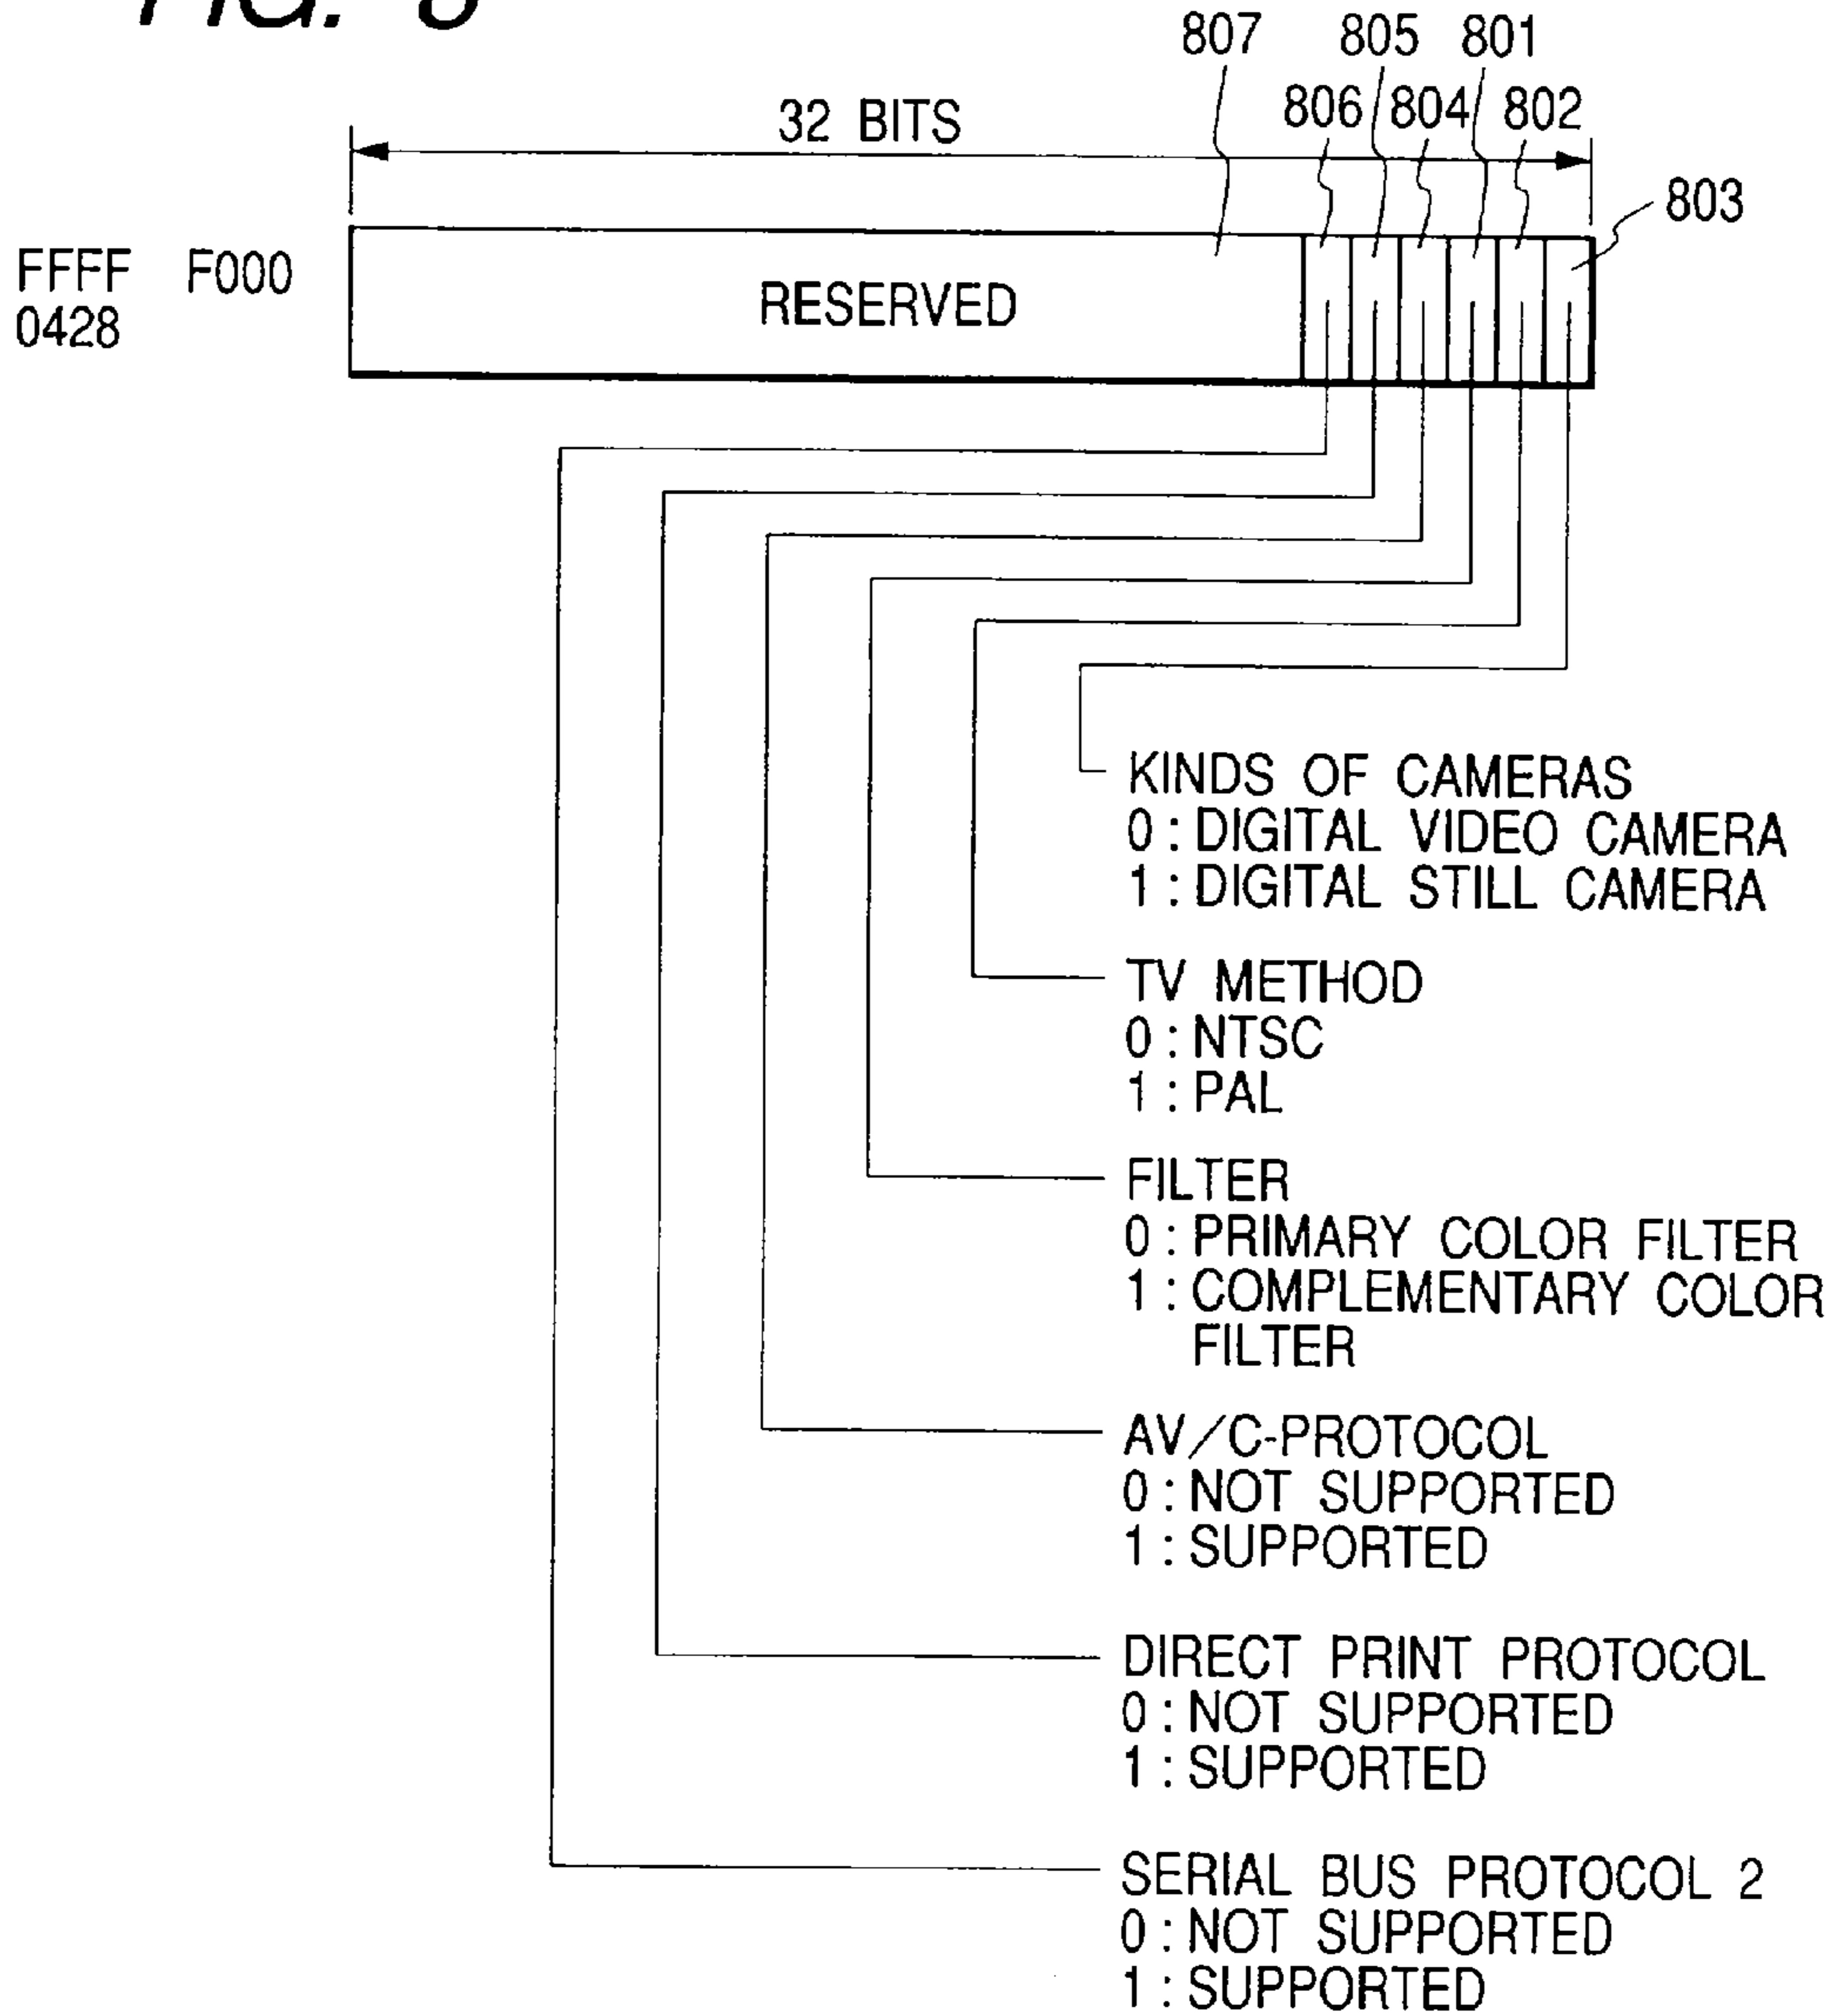 FIG. 8
807 805 801
806 804 802
32 BITS
803
FFFF F000
0428
RESERVED
KINDS OF CAMERAS
0 : DIGITAL VIDEO CAMERA
1 : DIGITAL STILL CAMERA
TV METHOD
0 : NTSC
1 : PAL
FILTER
0 : PRIMARY COLOR FILTER
1 : COMPLEMENTARY COLOR
FILTER
AV/C-PROTOCOL
0 : NOT SUPPORTED
1 : SUPPORTED
DIRECT PRINT PROTOCOL
0 : NOT SUPPORTED
1 : SUPPORTED
SERIAL BUS PROTOCOL 2
0 : NOT SUPPORTED
1 : SUPPORTED